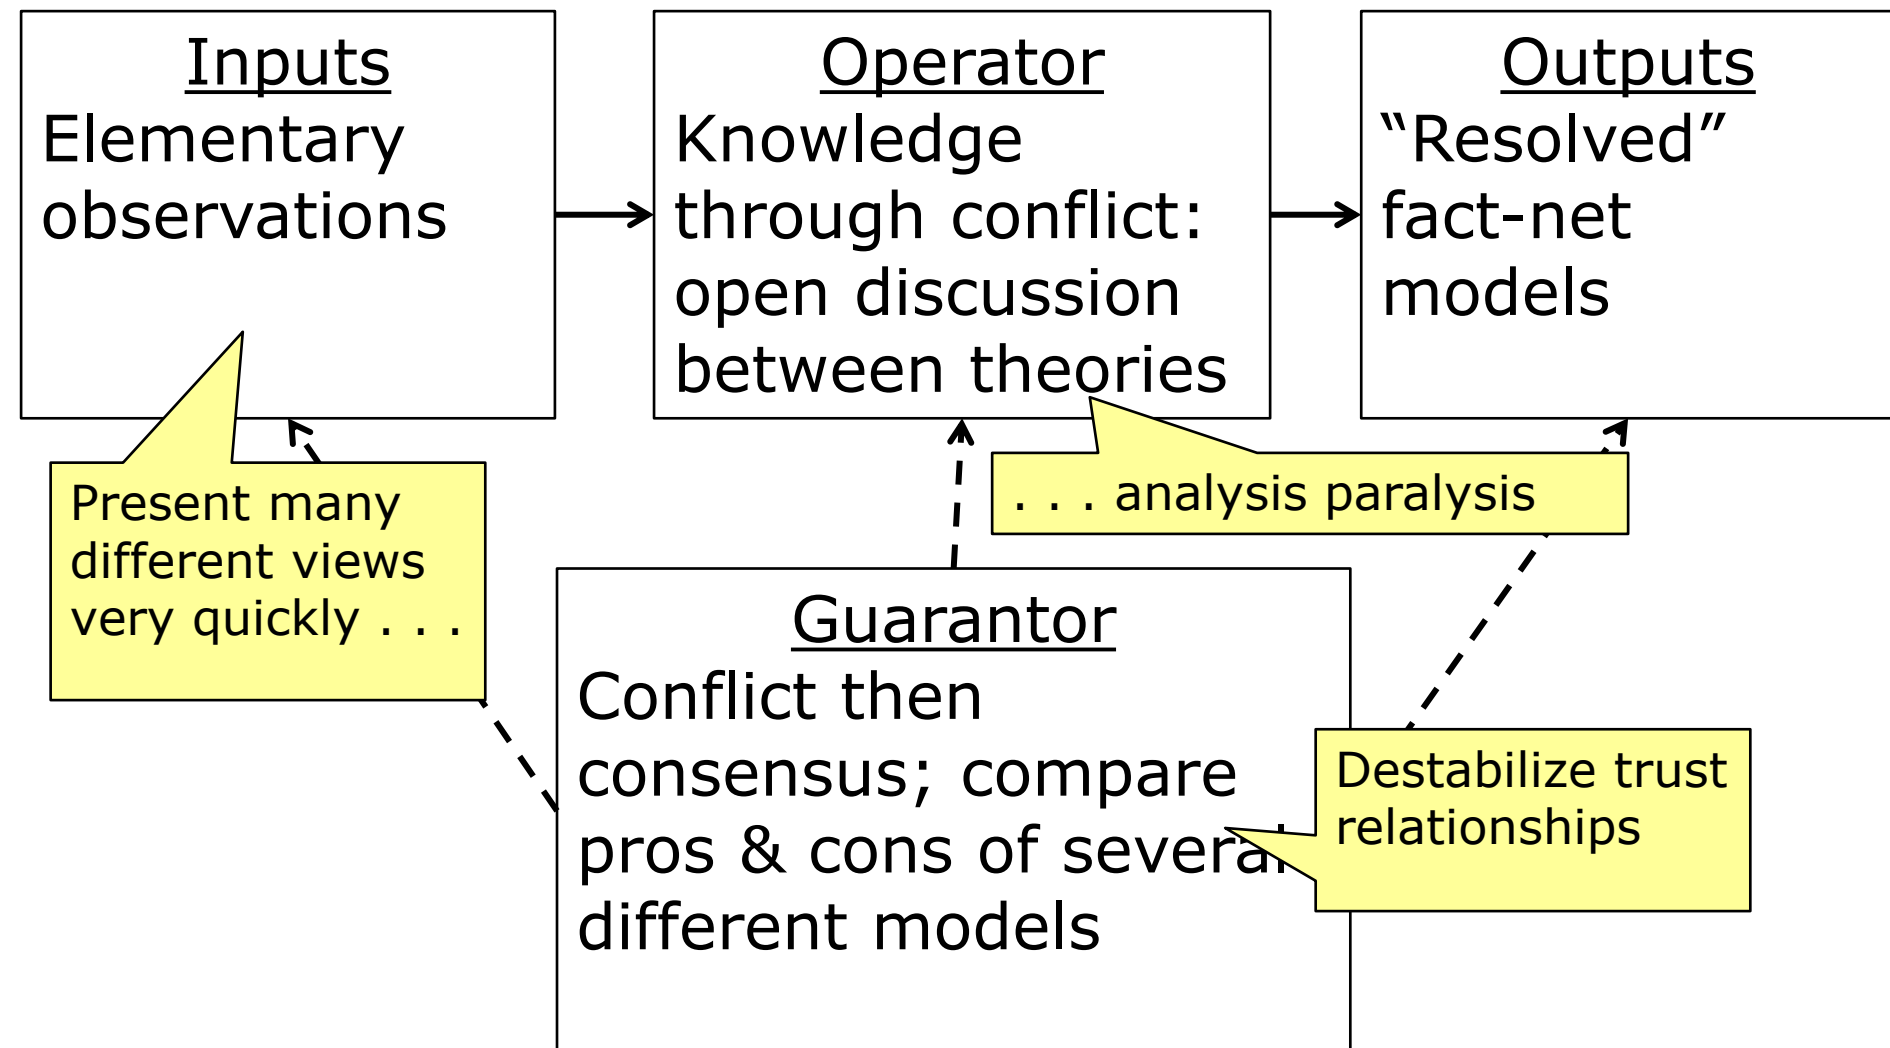 Inputs
Elementary
observations
Operator
Knowledge
through conflict:
open discussion
between theories
Outputs
“Resolved”
fact-net
models
Present many
different views
very quickly . . .
. . . analysis paralysis
Guarantor
Conflict then
consensus; compare
pros & cons of several
different models
Destabilize trust
relationships